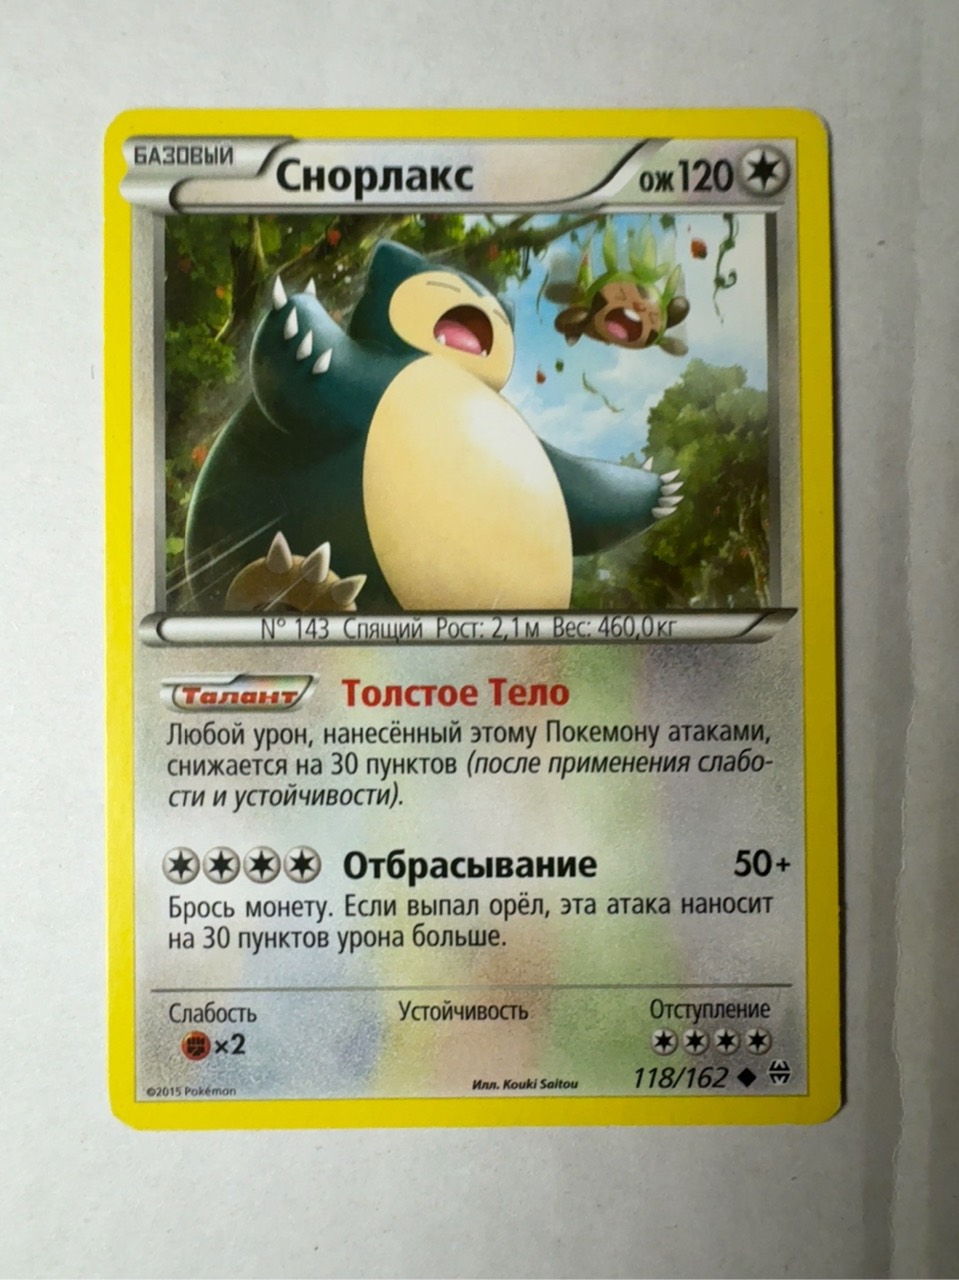 БАЗОВЫЙ
Снорлакс
ОЖ120
N° 143 Спящий Рост: 2,1м Вес: 460,0кг
Талант Толстое Тело
Любой урон, нанесённый этому Покемону атаками,
снижается на 30 пунктов (после применения слабо-
сти и устойчивости).
Отбрасывание 50+
Брось монету. Если выпал орёл, эта атака наносит
на 30 пунктов урона больше.
Слабость Устойчивость Отступление
×2
©2015 Pokémon Илл. Kouki Saitou 118/162